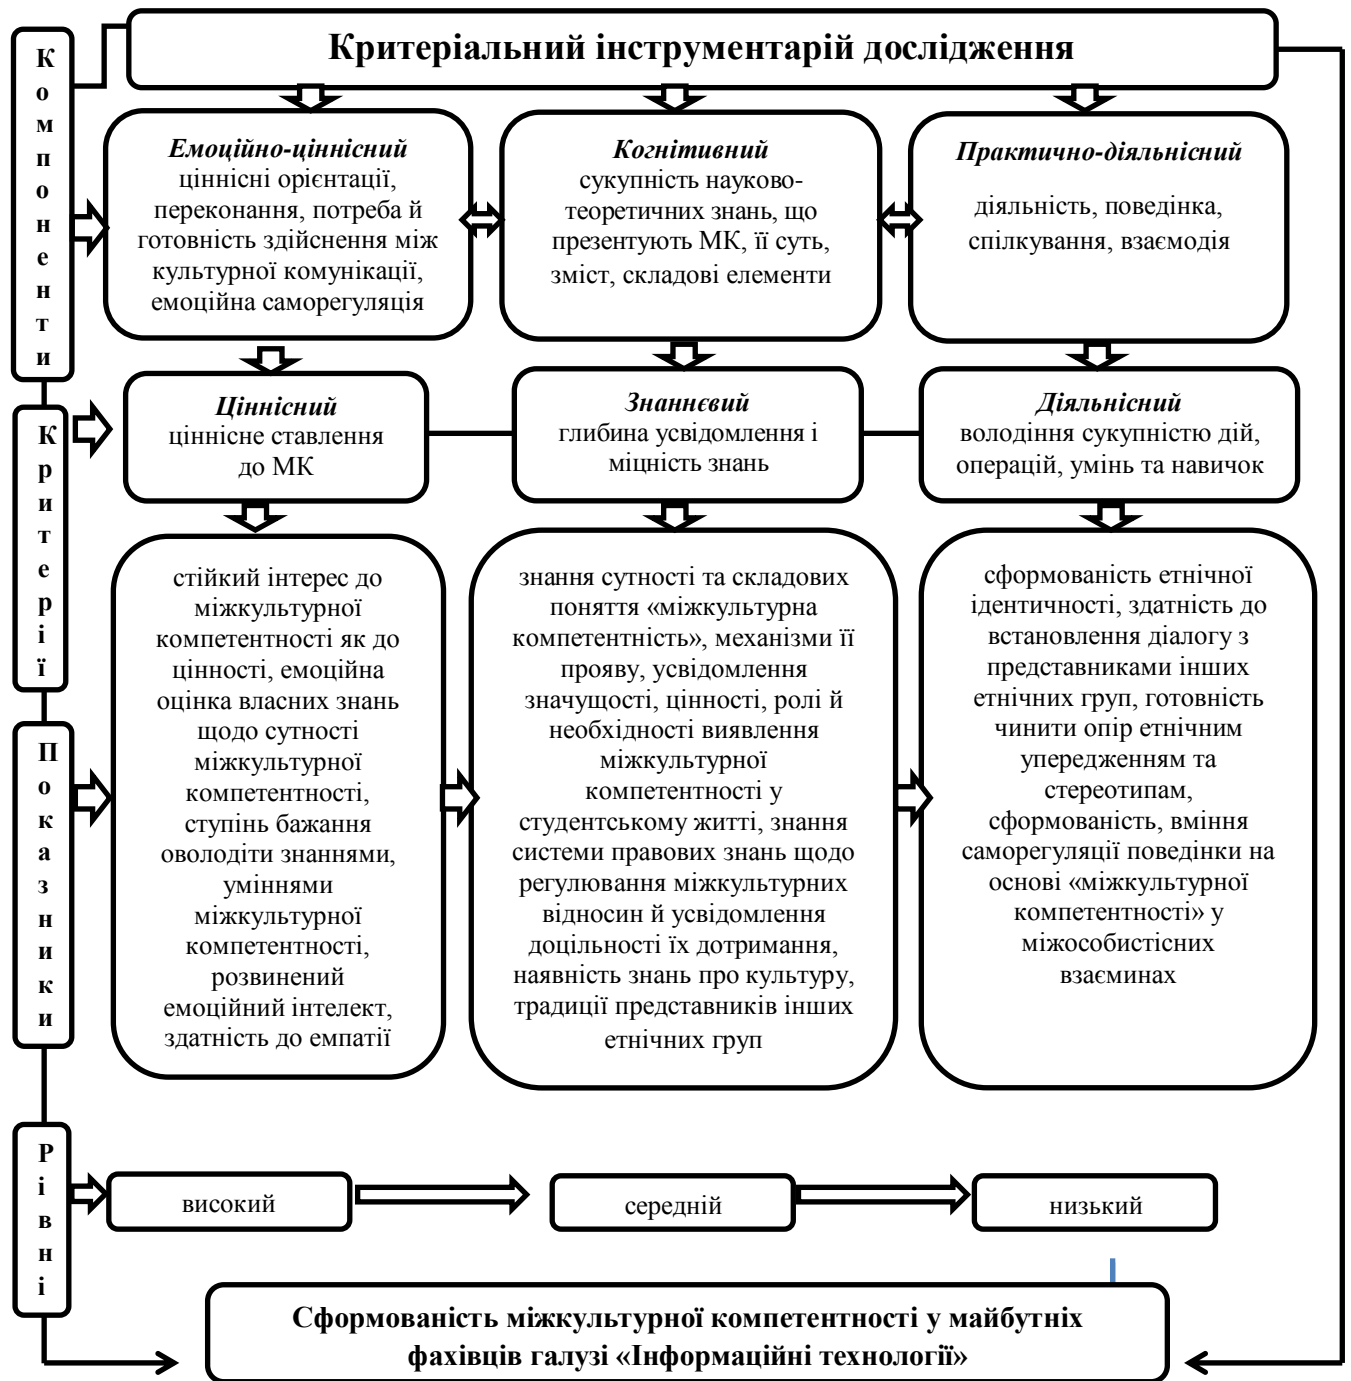 Критеріальний інструментарій дослідження
Компоненти
Емоційно-ціннісний
ціннісні орієнтації,
переконання, потреба й
готовність здійснення між
культурної комунікації,
емоційна саморегуляція
Когнітивний
сукупність науково-
теоретичних знань, що
презентують МК, її суть,
зміст, складові елементи
Практично-діяльнісний
діяльність, поведінка,
спілкування, взаємодія
Критерії
Ціннісний
ціннісне ставлення
до МК
Знаннєвий
глибина усвідомлення і
міцність знань
Діяльнісний
володіння сукупністю дій,
операцій, умінь та навичок
Показники
стійкий інтерес до
міжкультурної
компетентності як до
цінності, емоційна
оцінка власних знань
щодо сутності
міжкультурної
компетентності,
ступінь бажання
оволодіти знаннями,
уміннями
міжкультурної
компетентності,
розвинений
емоційний інтелект,
здатність до емпатії
знання сутності та складових
поняття «міжкультурна
компетентність», механізми її
прояву, усвідомлення
значущості, цінності, ролі й
необхідності виявлення
міжкультурної
компетентності у
студентському житті, знання
системи правових знань щодо
регулювання міжкультурних
відносин й усвідомлення
доцільності їх дотримання,
наявність знань про культуру,
традиції представників інших
етнічних груп
сформованість етнічної
ідентичності, здатність до
встановлення діалогу з
представниками інших
етнічних груп, готовність
чинити опір етнічним
упередженням та
стереотипам,
сформованість, вміння
саморегуляції поведінки на
основі «міжкультурної
компетентності» у
міжособистісних
взаєминах
Рівні
високий
середній
низький
Сформованість міжкультурної компетентності у майбутніх
фахівців галузі «Інформаційні технології»